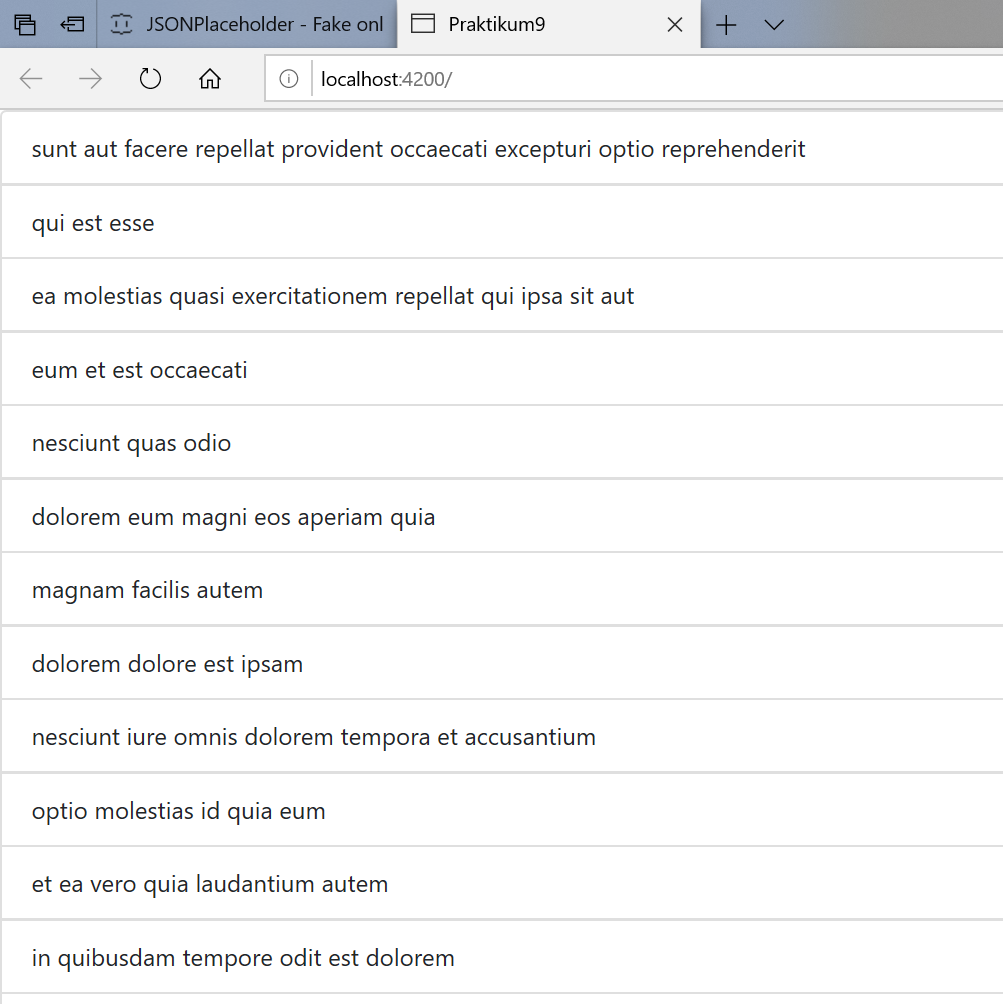 JSONPlaceholder - Fake onl
Praktikum9
localhost:4200/
sunt aut facere repellat provident occaecati excepturi optio reprehenderit
qui est esse
ea molestias quasi exercitationem repellat qui ipsa sit aut
eum et est occaecati
nesciunt quas odio
dolorem eum magni eos aperiam quia
magnam facilis autem
dolorem dolore est ipsam
nesciunt iure omnis dolorem tempora et accusantium
optio molestias id quia eum
et ea vero quia laudantium autem
in quibusdam tempore odit est dolorem